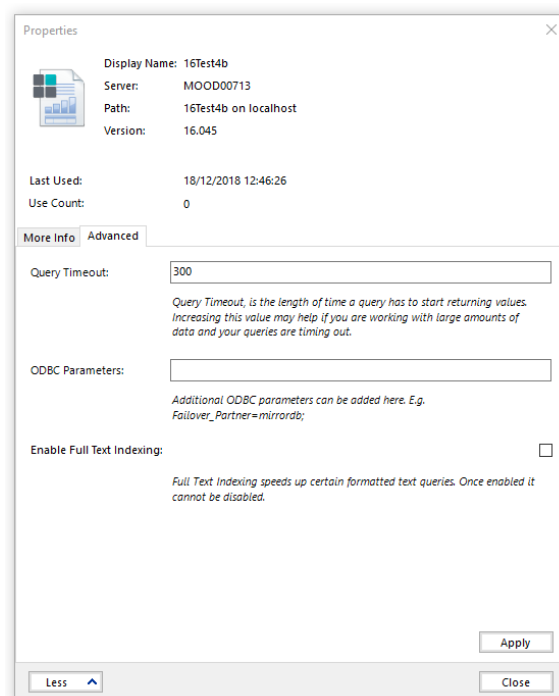 Properties
Display Name: 16Test4b
Server: MOOD00713
Path: 16Test4b on localhost
Version: 16.045
Last Used: 18/12/2018 12:46:26
Use Count: 0
More Info Advanced
Query Timeout: 300
Query Timeout, is the length of time a query has to start returning values.
Increasing this value may help if you are working with large amounts of
data and your queries are timing out.
ODBC Parameters:
Additional ODBC parameters can be added here. E.g.
Failover_Partner=mirrordb;
Enable Full Text Indexing:
Full Text Indexing speeds up certain formatted text queries. Once enabled it
cannot be disabled.
Apply
Less Close